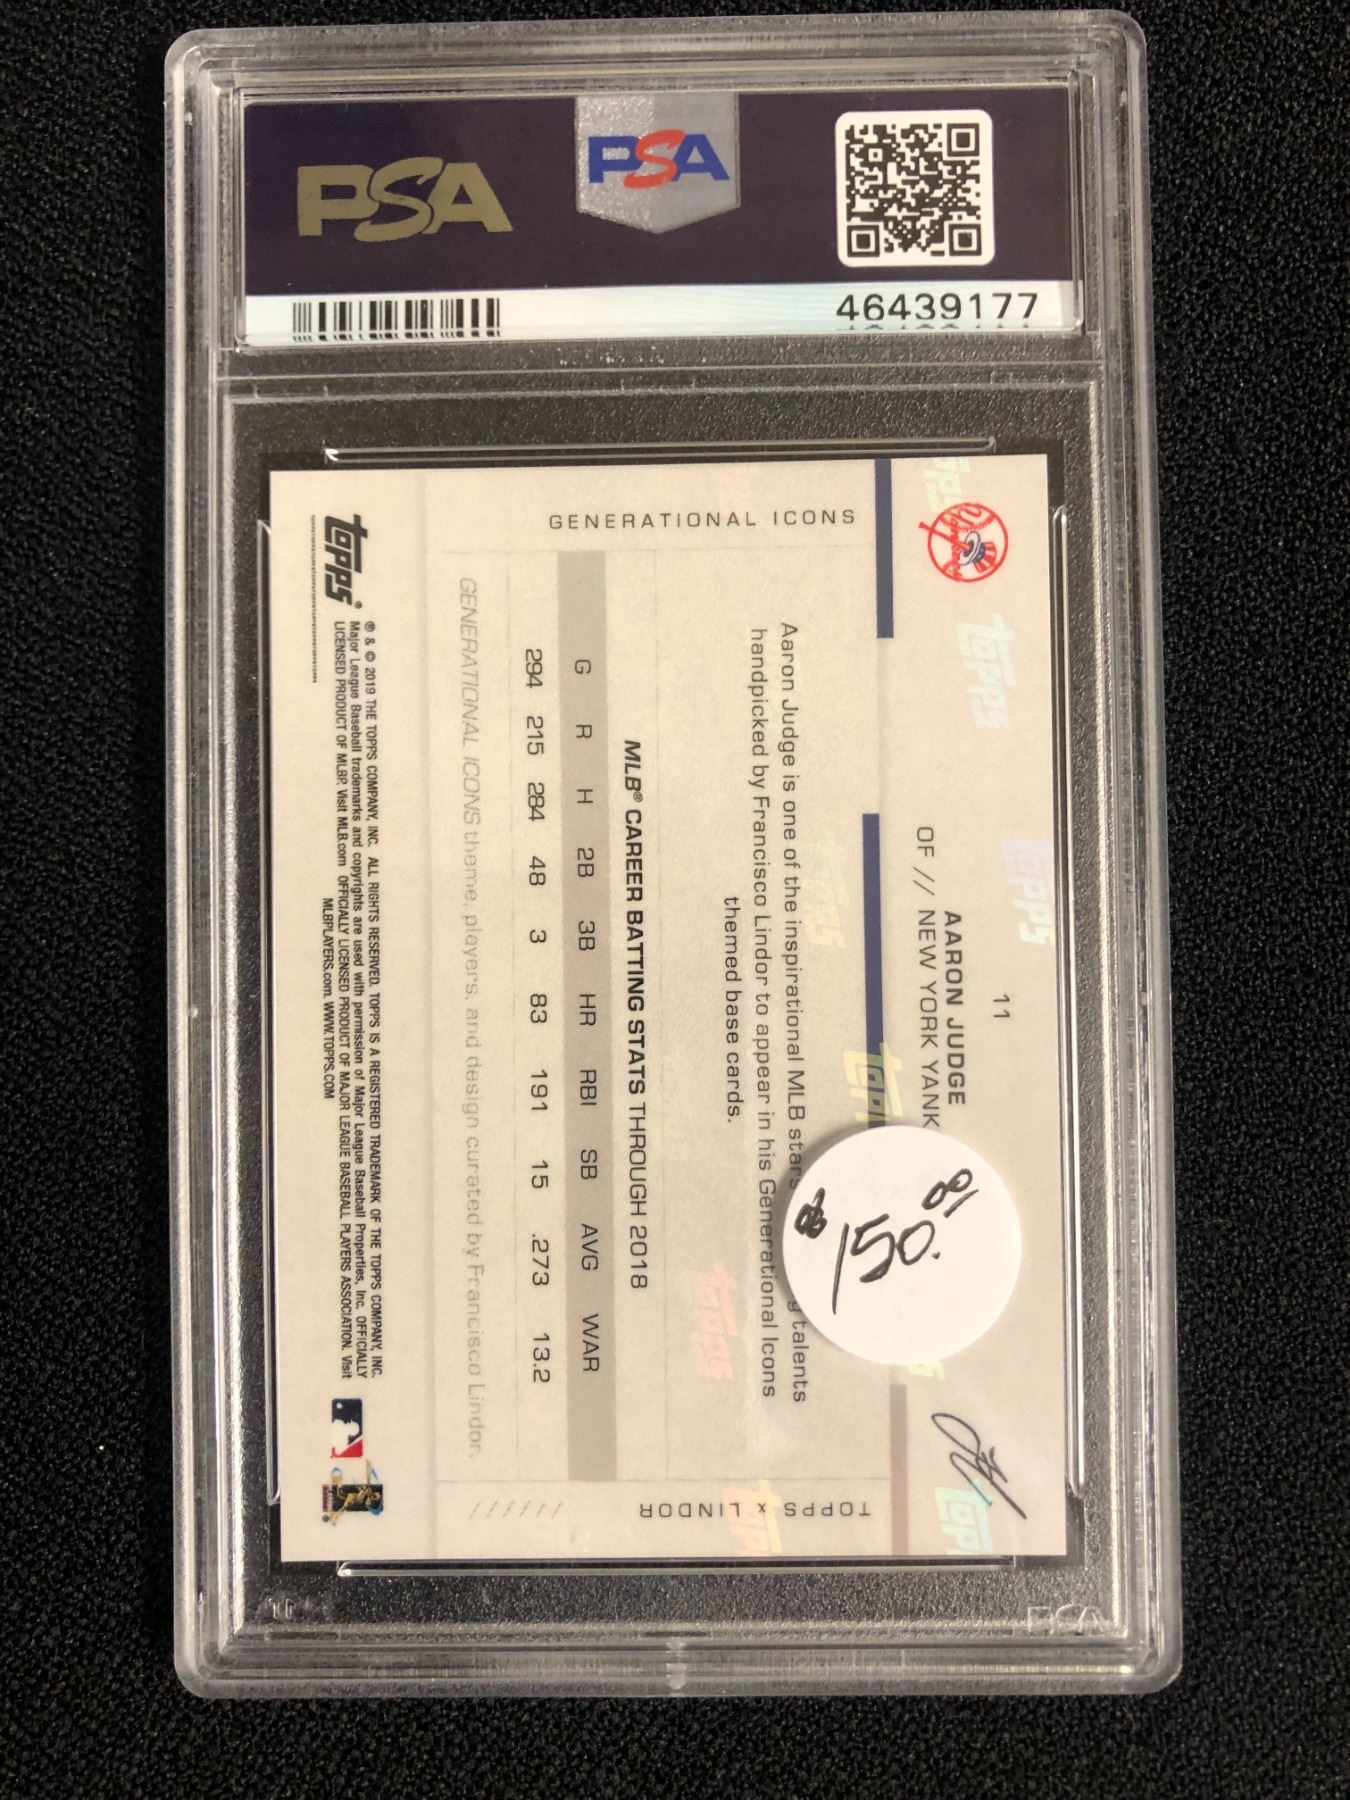 PSA
PSA
46439177
11
AARON JUDGE
OF // NEW YORK YANK
$150.00
Aaron Judge is one of the inspirational MLB stars talents
handpicked by Francisco Lindor to appear in his Generational Icons
themed base cards.
GENERATIONAL ICONS
TOPPS x LINDOR
MLB® CAREER BATTING STATS THROUGH 2018
G R H 2B 3B HR RBI SB AVG WAR
294 215 284 48 3 83 191 15 .273 13.2
GENERATIONAL ICONS theme, players, and design curated by Francisco Lindor.
//////
topps®
® & © 2019 THE TOPPS COMPANY, INC. ALL RIGHTS RESERVED. TOPPS IS A REGISTERED TRADEMARK OF THE TOPPS COMPANY, INC.
Major League Baseball trademarks and copyrights are used with permission of Major League Baseball Properties, Inc. OFFICIALLY
LICENSED PRODUCT OF MLBP. Visit MLB.com OFFICIALLY LICENSED PRODUCT OF MAJOR LEAGUE BASEBALL PLAYERS ASSOCIATION. Visit
MLBPLAYERS.com. WWW.TOPPS.COM
topps
topps
topps
topps
PSA